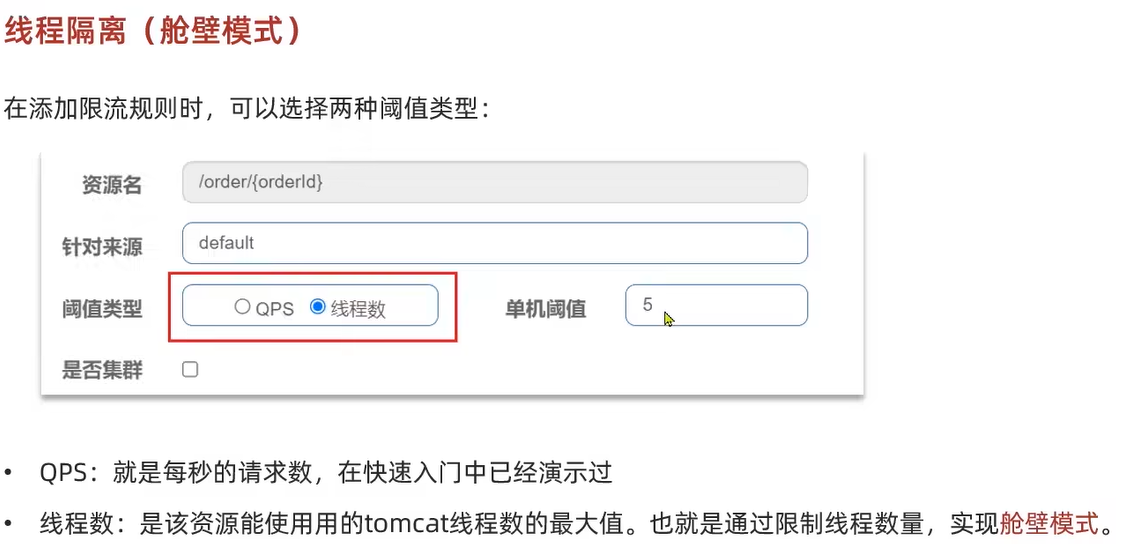 线程隔离（舱壁模式）
在添加限流规则时，可以选择两种阈值类型：
资源名 /order/{orderId}
针对来源 default
阈值类型 QPS 线程数 单机阈值 5
是否集群
• QPS：就是每秒的请求数，在快速入门中已经演示过
• 线程数：是该资源能使用用的tomcat线程数的最大值。也就是通过限制线程数量，实现舱壁模式。